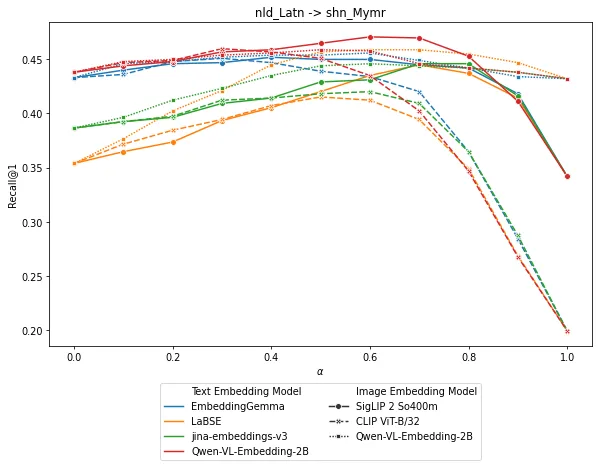 nld_Latn -> shn_Mymr
Recall@1
0.45
0.40
0.35
0.30
0.25
0.20
0.0 0.2 0.4 0.6 0.8 1.0
α
Text Embedding Model Image Embedding Model
EmbeddingGemma SigLIP 2 So400m
LaBSE CLIP ViT-B/32
jina-embeddings-v3 Qwen-VL-Embedding-2B
Qwen-VL-Embedding-2B